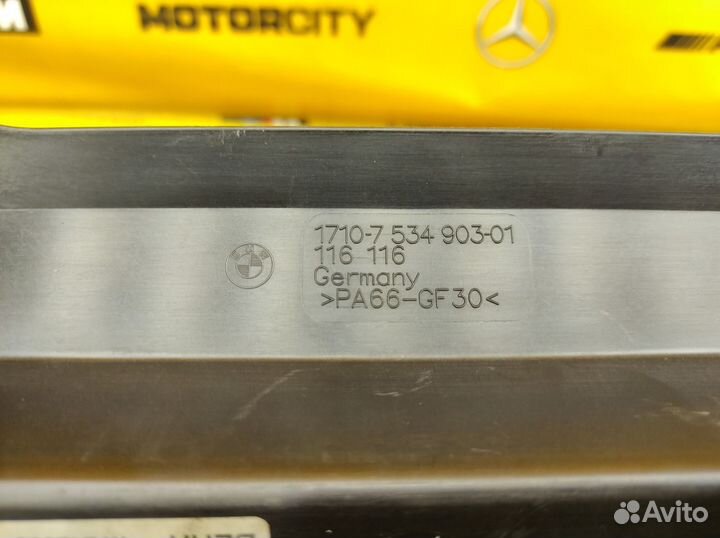 MOTORCITY
1710-7 534 903-01
116 116
Germany
>PA66-GF30<
Avito